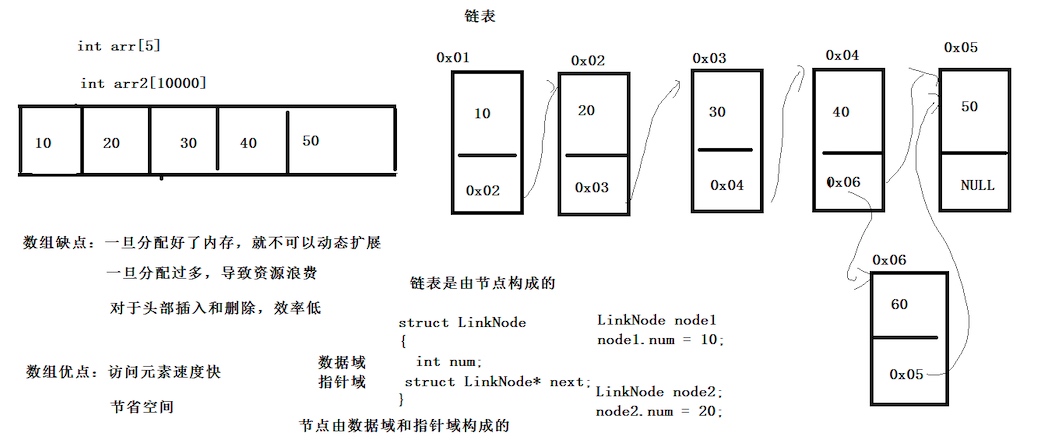 链表
int arr[5]
int arr2[10000]
10 20 30 40 50
0x01 0x02 0x03 0x04 0x05
10 20 30 40 50
0x02 0x03 0x04 0x06 NULL
0x06
60
0x05
数组缺点：一旦分配好了内存，就不可以动态扩展
一旦分配过多，导致资源浪费
对于头部插入和删除，效率低
数组优点：访问元素速度快
节省空间
链表是由节点构成的
struct LinkNode
{
数据域 int num;
指针域 struct LinkNode* next;
}
节点由数据域和指针域构成的
LinkNode node1
node1.num = 10;
LinkNode node2;
node2.num = 20;